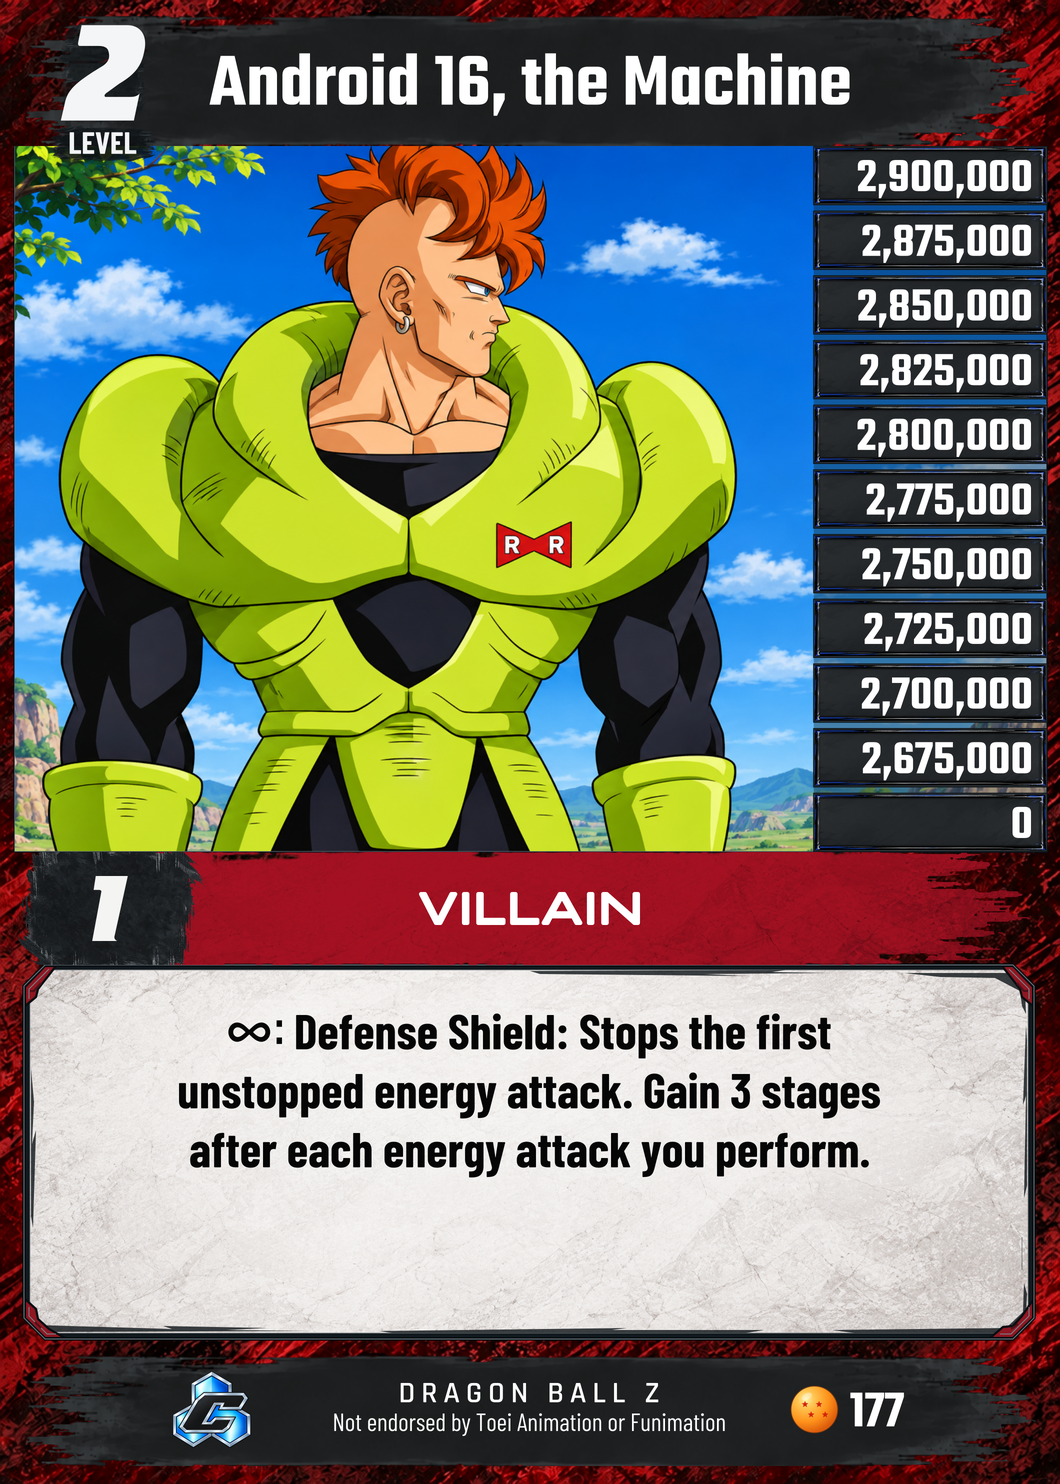 2
LEVEL
Android 16, the Machine
2,900,000
2,875,000
2,850,000
2,825,000
2,800,000
2,775,000
2,750,000
2,725,000
2,700,000
2,675,000
0
R R
1
VILLAIN
∞: Defense Shield: Stops the first
unstopped energy attack. Gain 3 stages
after each energy attack you perform.
G
DRAGON BALL Z
Not endorsed by Toei Animation or Funimation
177